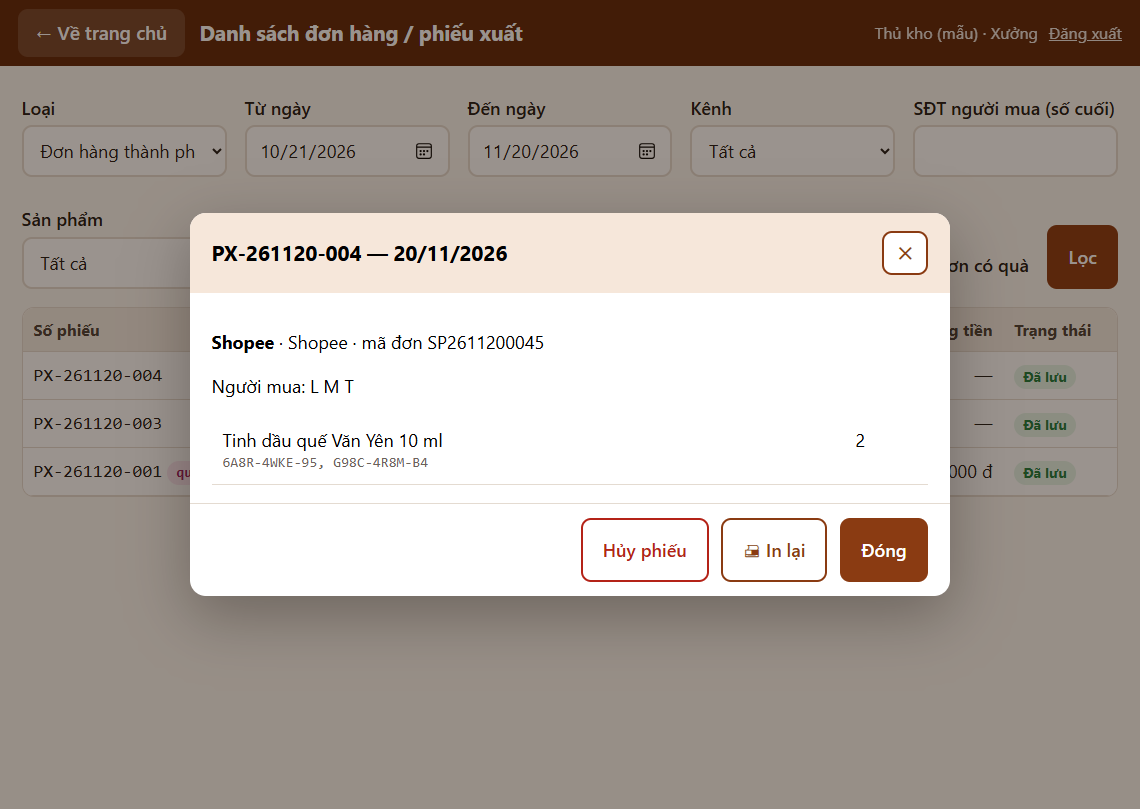 ← Về trang chủ
Danh sách đơn hàng / phiếu xuất
Thủ kho (mẫu) · Xưởng Đăng xuất
Loại
Từ ngày
Đến ngày
Kênh
SĐT người mua (số cuối)
Đơn hàng thành ph
10/21/2026
11/20/2026
Tất cả
Sản phẩm
Tất cả
ơn có quà
Lọc
PX-261120-004 — 20/11/2026
×
Số phiếu
g tiền
Trạng thái
PX-261120-004
—
Đã lưu
PX-261120-003
—
Đã lưu
PX-261120-001
qu
000 đ
Đã lưu
Shopee · Shopee · mã đơn SP2611200045
Người mua: L M T
Tinh dầu quế Văn Yên 10 ml
2
6A8R-4WKE-95, G98C-4R8M-B4
Hủy phiếu
In lại
Đóng